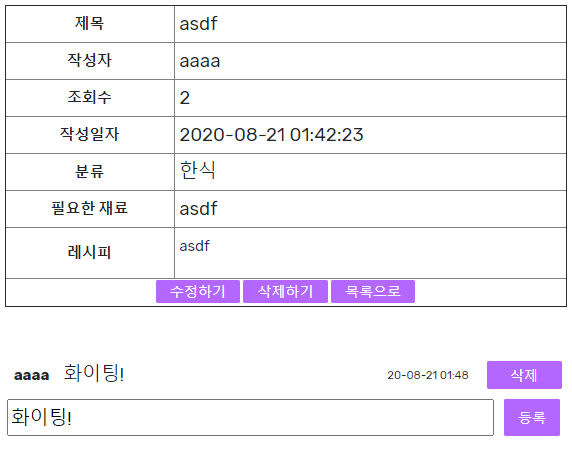 제목 asdf
작성자 aaaa
조회수 2
작성일자 2020-08-21 01:42:23
분류 한식
필요한 재료 asdf
레시피 asdf
수정하기 삭제하기 목록으로
aaaa 화이팅! 20-08-21 01:48 삭제
화이팅! 등록